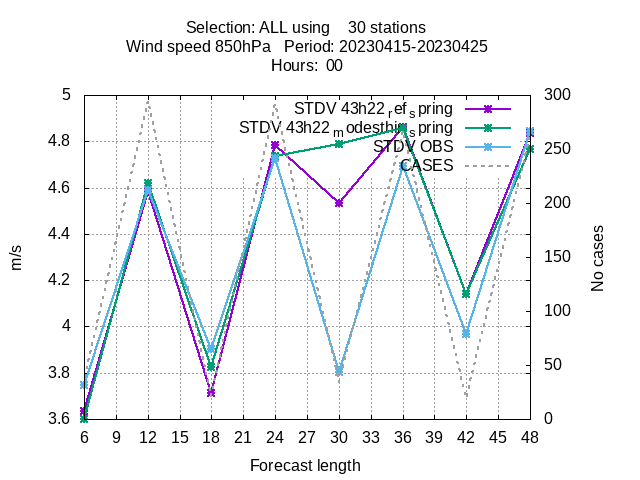 Selection: ALL using 30 stations
Wind speed 850hPa Period: 20230415-20230425
Hours: 00
STDV 43h22_ref_spring
STDV 43h22_modesthis_spring
STDV OBS
CASES
5
4.8
4.6
4.4
4.2
4
3.8
3.6
300
250
200
150
100
50
0
m/s
No cases
6 9 12 15 18 21 24 27 30 33 36 39 42 45 48
Forecast length